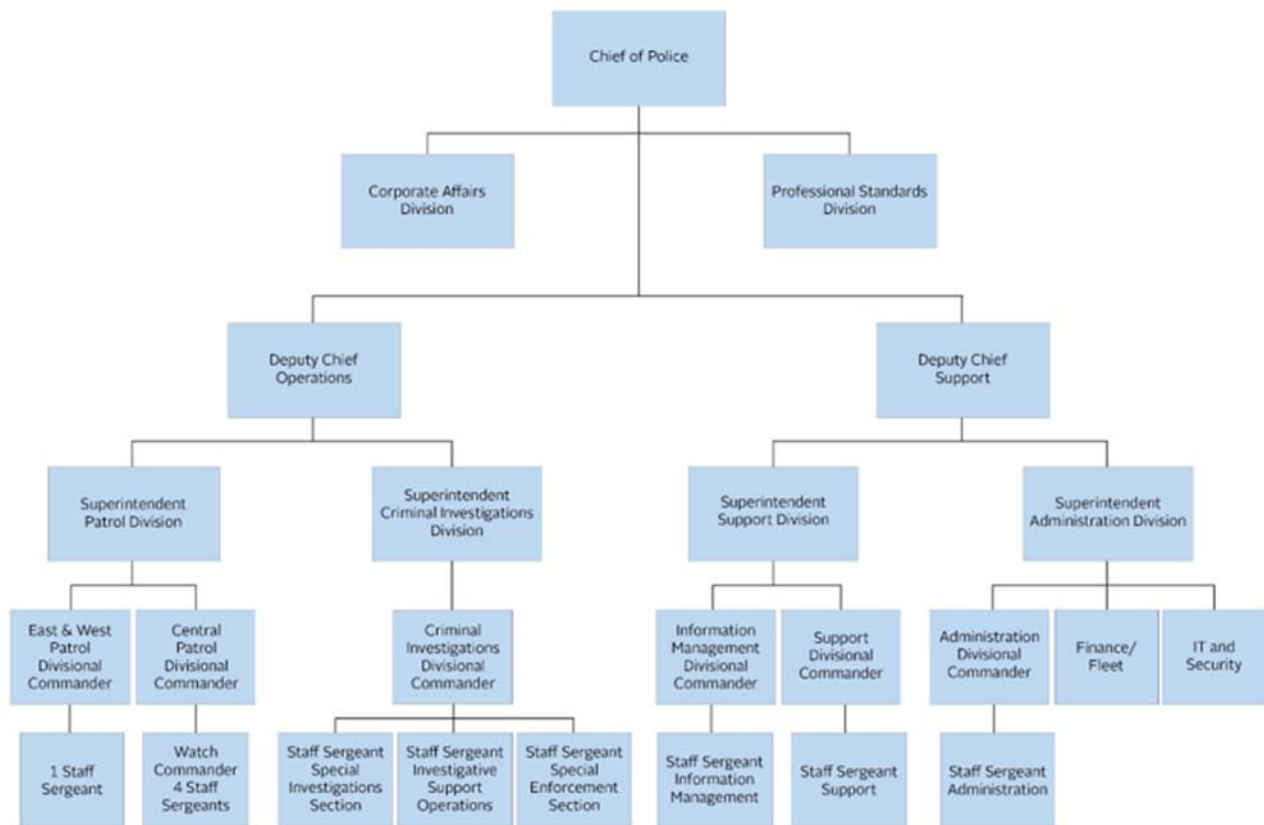 Chief of Police
Corporate Affairs
Division
Professional Standards
Division
Deputy Chief
Operations
Deputy Chief
Support
Superintendent
Patrol Division
Superintendent
Criminal Investigations
Division
Superintendent
Support Division
Superintendent
Administration Division
East & West
Patrol
Divisional
Commander
Central
Patrol
Divisional
Commander
Criminal
Investigations
Divisional
Commander
Information
Management
Divisional
Commander
Support
Divisional
Commander
Administration
Divisional
Commander
Finance/
Fleet
IT and
Security
1 Staff
Sergeant
Watch
Commander
4 Staff
Sergeants
Staff Sergeant
Special
Investigations
Section
Staff Sergeant
Investigative
Support
Operations
Staff Sergeant
Special
Enforcement
Section
Staff Sergeant
Information
Management
Staff Sergeant
Support
Staff Sergeant
Administration